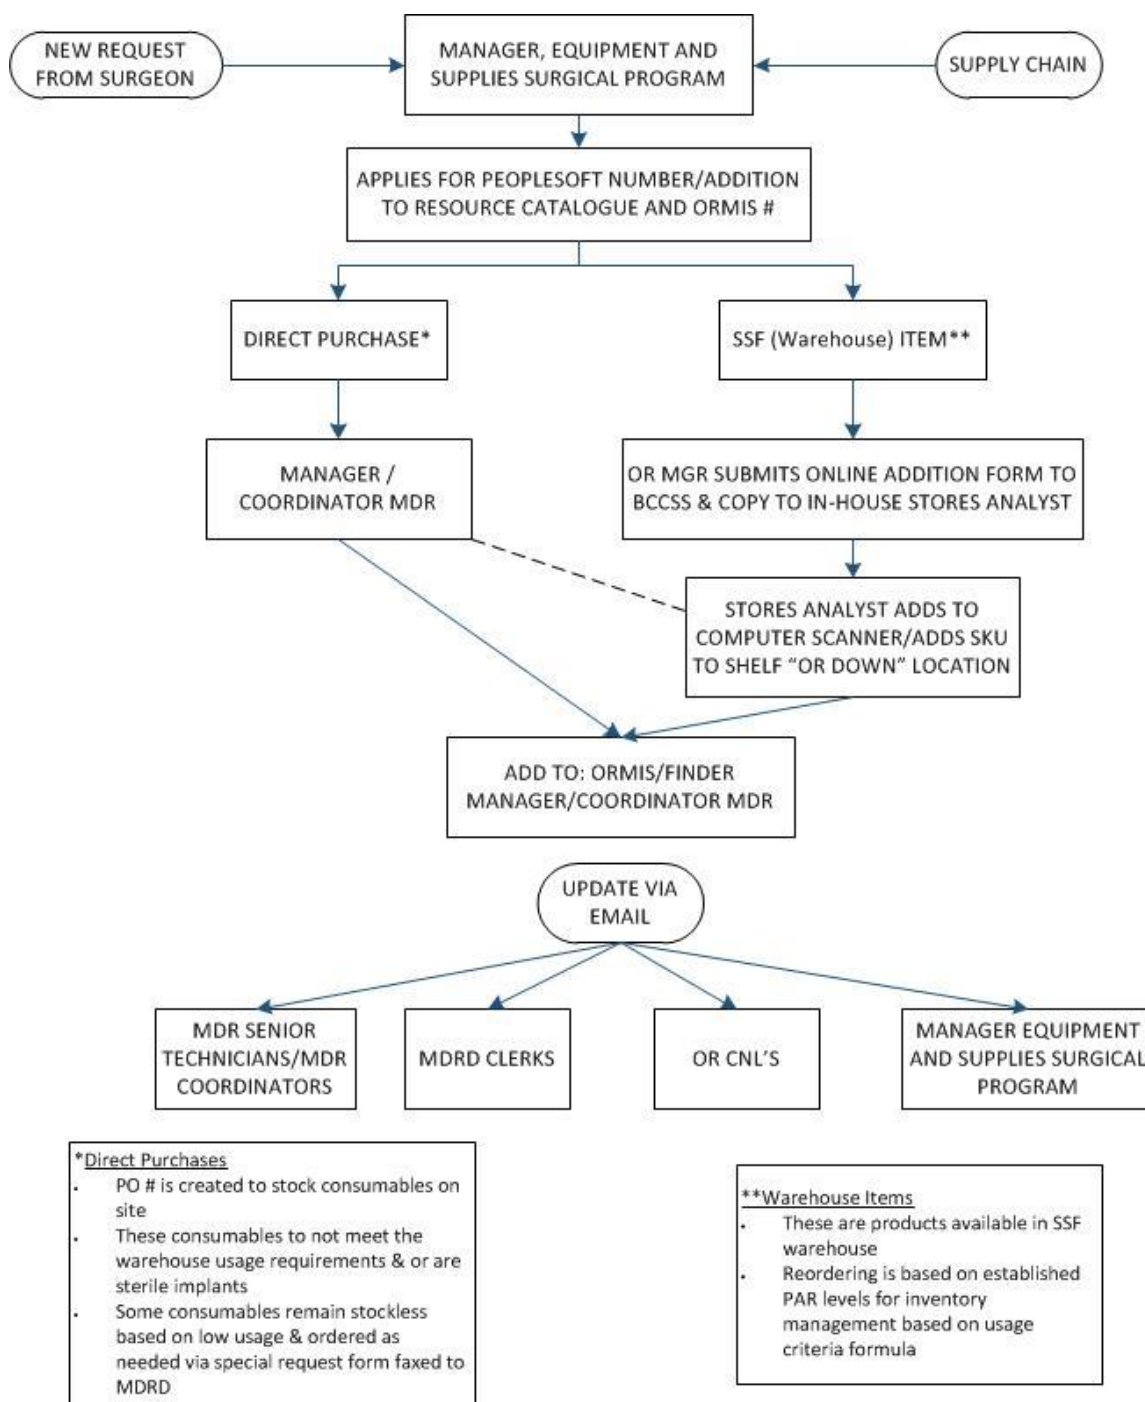 NEW REQUEST
FROM SURGEON
MANAGER, EQUIPMENT AND
SUPPLIES SURGICAL PROGRAM
SUPPLY CHAIN
APPLIES FOR PEOPLESOFT NUMBER/ADDITION
TO RESOURCE CATALOGUE AND ORMIS #
DIRECT PURCHASE*
SSF (Warehouse) ITEM**
MANAGER /
COORDINATOR MDR
OR MGR SUBMITS ONLINE ADDITION FORM TO
BCCSS & COPY TO IN-HOUSE STORES ANALYST
STORES ANALYST ADDS TO
COMPUTER SCANNER/ADDS SKU
TO SHELF “OR DOWN” LOCATION
ADD TO: ORMIS/FINDER
MANAGER/COORDINATOR MDR
UPDATE VIA
EMAIL
MDR SENIOR
TECHNICIANS/MDR
COORDINATORS
MDRD CLERKS
OR CNL’S
MANAGER EQUIPMENT
AND SUPPLIES SURGICAL
PROGRAM
*Direct Purchases
• PO # is created to stock consumables on
site
• These consumables to not meet the
warehouse usage requirements & or are
sterile implants
• Some consumables remain stockless
based on low usage & ordered as
needed via special request form faxed to
MDRD
**Warehouse Items
• These are products available in SSF
warehouse
• Reordering is based on established
PAR levels for inventory
management based on usage
criteria formula